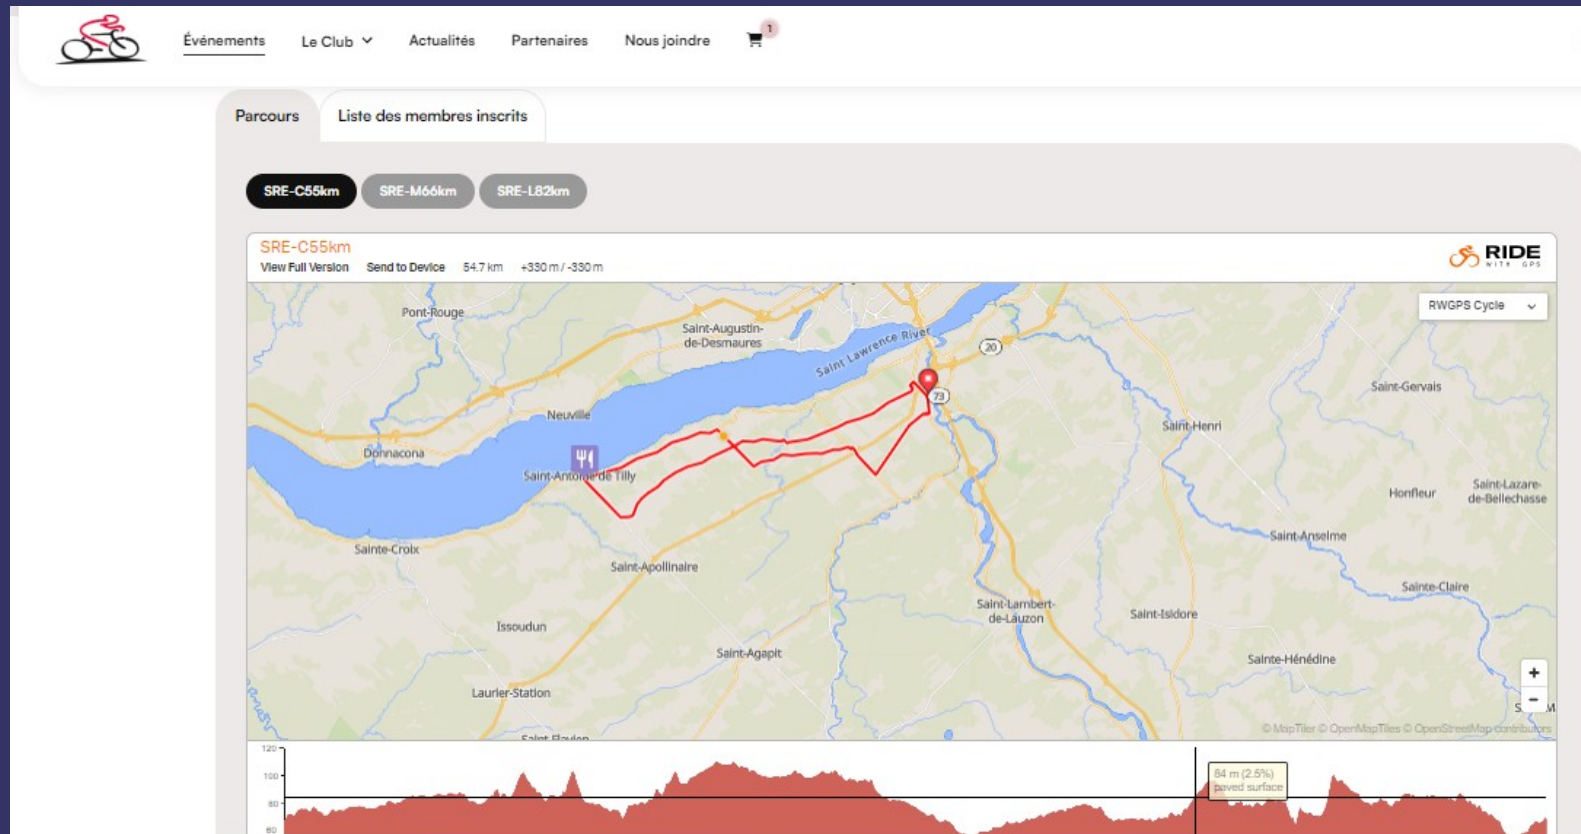 Événements
Le Club
Actualités
Partenaires
Nous joindre
1
Parcours
Liste des membres inscrits
SRE-C55km
SRE-M66km
SRE-L82km
SRE-C55km
View Full Version
Send to Device
54.7 km
+330 m / -330 m
RIDE
WITH GPS
RWGPS Cycle
Pont-Rouge
Saint-Augustin-
de-Desmaures
Saint Lawrence River
20
73
Saint-Gervais
Neuville
Saint-Henri
Donnacona
Saint-Antoine de Tilly
Saint-Lazare-
de-Bellechasse
Honfleur
Sainte-Croix
Saint-Anselme
Saint-Apollinaire
Sainte-Claire
Saint-Lambert-
de-Lauzon
Saint-Isidore
Issoudun
Saint-Agapit
Sainte-Hénédine
+
Laurier-Station
−
© MapTiler © OpenMapTiles © OpenStreetMap contributors
120
100
80
60
84 m (2.5%)
paved surface